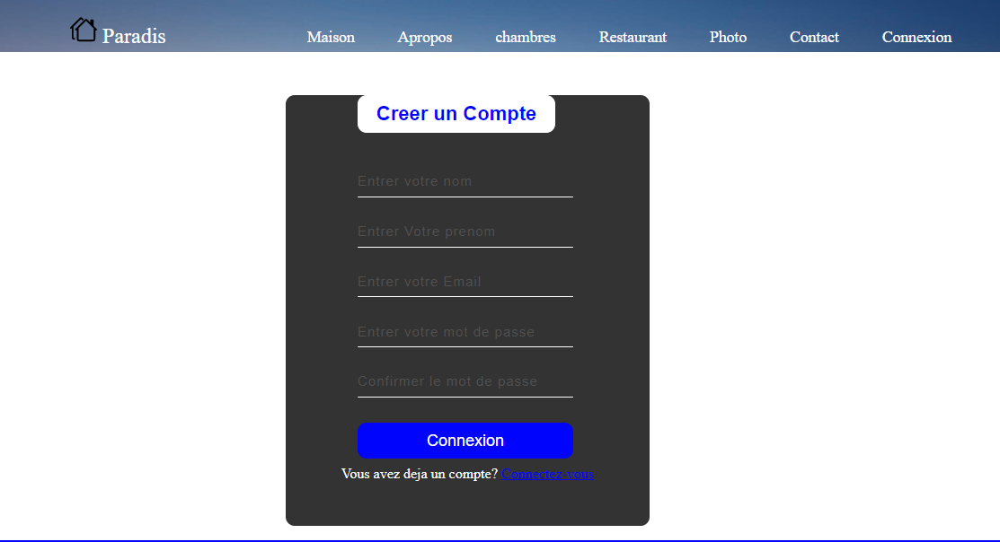 Paradis
Maison Apropos chambres Restaurant Photo Contact Connexion
Creer un Compte
Entrer votre nom
Entrer Votre prenom
Entrer votre Email
Entrer votre mot de passe
Confirmer le mot de passe
Connexion
Vous avez deja un compte? Connectez-vous